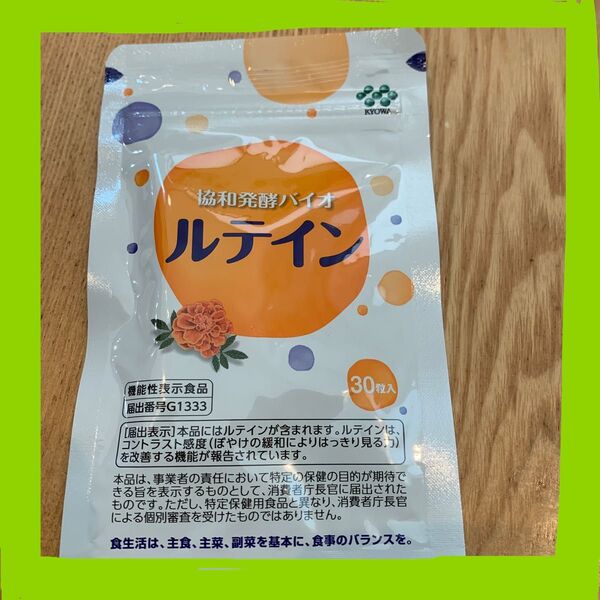 KYOWA
協和発酵バイオ
ルテイン
30粒入
機能性表示食品
届出番号G1333
[届出表示]本品にはルテインが含まれます。ルテインは、
コントラスト感度(ぼやけの緩和によりはっきり見る力)
を改善する機能が報告されています。
本品は、事業者の責任において特定の保健の目的が期待で
きる旨を表示するものとして、消費者庁長官に届出された
ものです。ただし、特定保健用食品と異なり、消費者庁長官
による個別審査を受けたものではありません。
食生活は、主食、主菜、副菜を基本に、食事のバランスを。